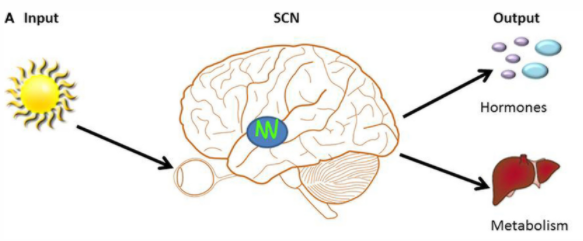 A Input
SCN
Output
Hormones
Metabolism